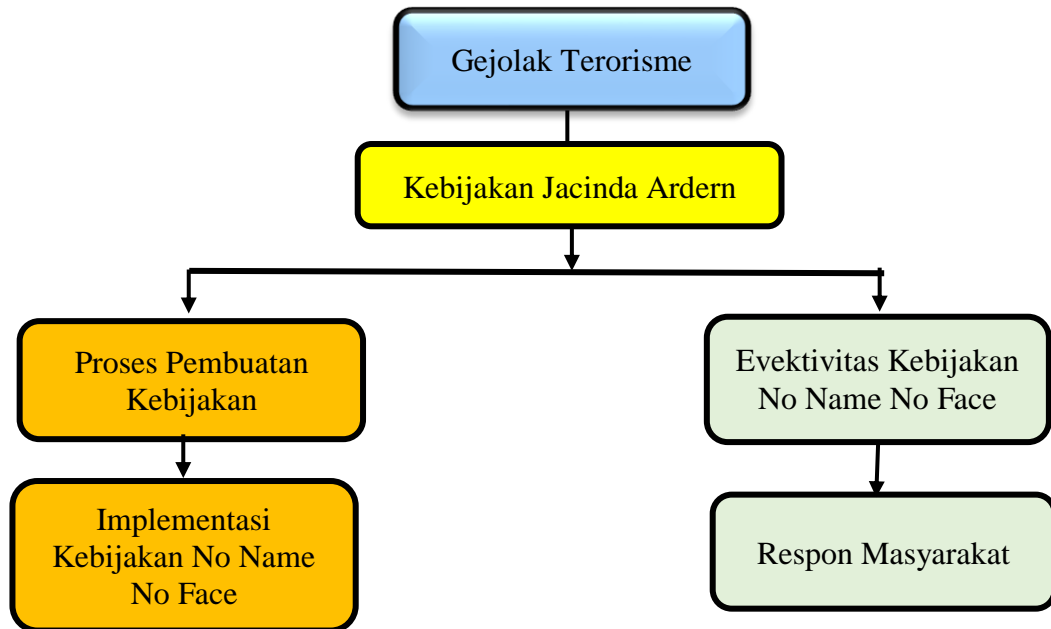 Gejolak Terorisme
Kebijakan Jacinda Ardern
Proses Pembuatan
Kebijakan
Evektivitas Kebijakan
No Name No Face
Implementasi
Kebijakan No Name
No Face
Respon Masyarakat